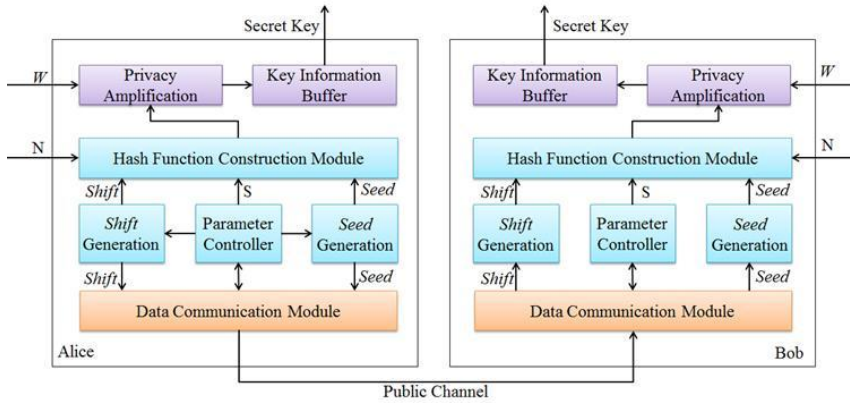 Secret Key
Secret Key
W
Privacy
Amplification
Key Information
Buffer
Key Information
Buffer
Privacy
Amplification
W
N
Hash Function Construction Module
Hash Function Construction Module
N
Shift
S
Seed
Shift
S
Seed
Shift
Generation
Parameter
Controller
Seed
Generation
Shift
Generation
Parameter
Controller
Seed
Generation
Shift
Seed
Shift
Seed
Data Communication Module
Data Communication Module
Alice
Bob
Public Channel